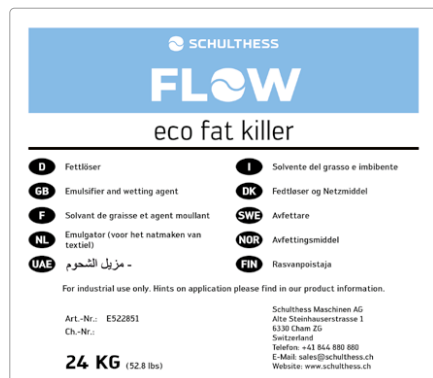 SCHULTHESS
FLOW
eco fat killer
D Fettlöser
GB Emulsifier and wetting agent
F Solvant de graisse et agent moullant
NL Emulgator (voor het natmaken van
textiel)
UAE مزيل الشحوم -
I Solvente del grasso e imbibente
DK Fedtløser og Netzmiddel
SWE Avfettare
NOR Avfettingsmiddel
FIN Rasvanpoistaja
For industrial use only. Hints on application please find in our product information.
Art.-Nr.: E522851
Ch.-Nr.:
24 KG (52.8 lbs)
Schulthess Maschinen AG
Alte Steinhauserstrasse 1
6330 Cham ZG
Switzerland
Telefon: +41 844 880 880
E-Mail: sales@schulthess.ch
Website: www.schulthess.ch